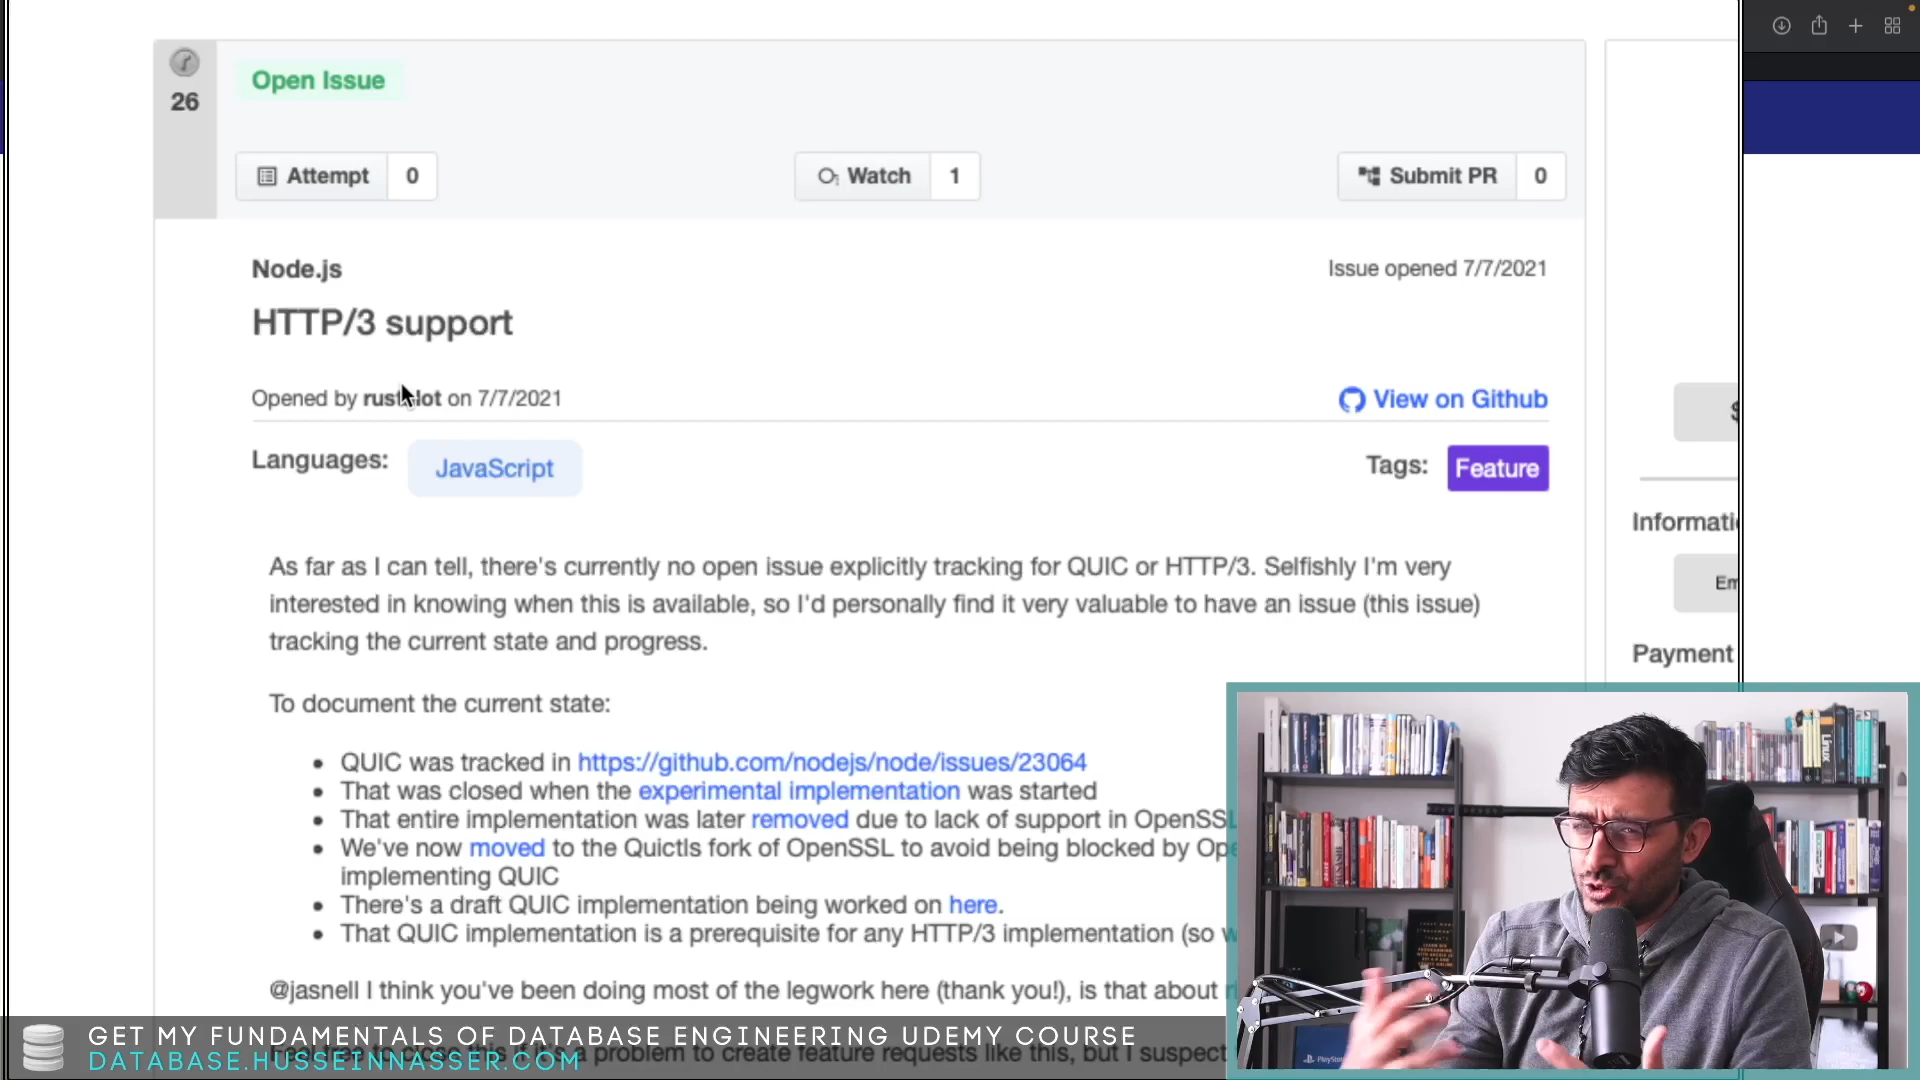 26
Open Issue
Attempt 0
Watch 1
Submit PR 0
Node.js
Issue opened 7/7/2021
HTTP/3 support
Opened by on 7/7/2021
View on Github
Languages: JavaScript
Tags: Feature
As far as I can tell, there's currently no open issue explicitly tracking for QUIC or HTTP/3. Selfishly I'm very
interested in knowing when this is available, so I'd personally find it very valuable to have an issue (this issue)
tracking the current state and progress.
To document the current state:
• QUIC was tracked in https://github.com/nodejs/node/issues/23064
• That was closed when the experimental implementation was started
• That entire implementation was later removed due to lack of support in OpenSSL
• We've now moved to the Quictls fork of OpenSSL to avoid being blocked by Ope
implementing QUIC
• There's a draft QUIC implementation being worked on here.
• That QUIC implementation is a prerequisite for any HTTP/3 implementation (so w
@jasnell I think you've been doing most of the legwork here (thank you!), is that about
problem to create feature requests like this, but I suspect
$
Informati
Em
Payment
GET MY FUNDAMENTALS OF DATABASE ENGINEERING UDEMY COURSE
DATABASE.HUSSEINNASSER.COM
Linux